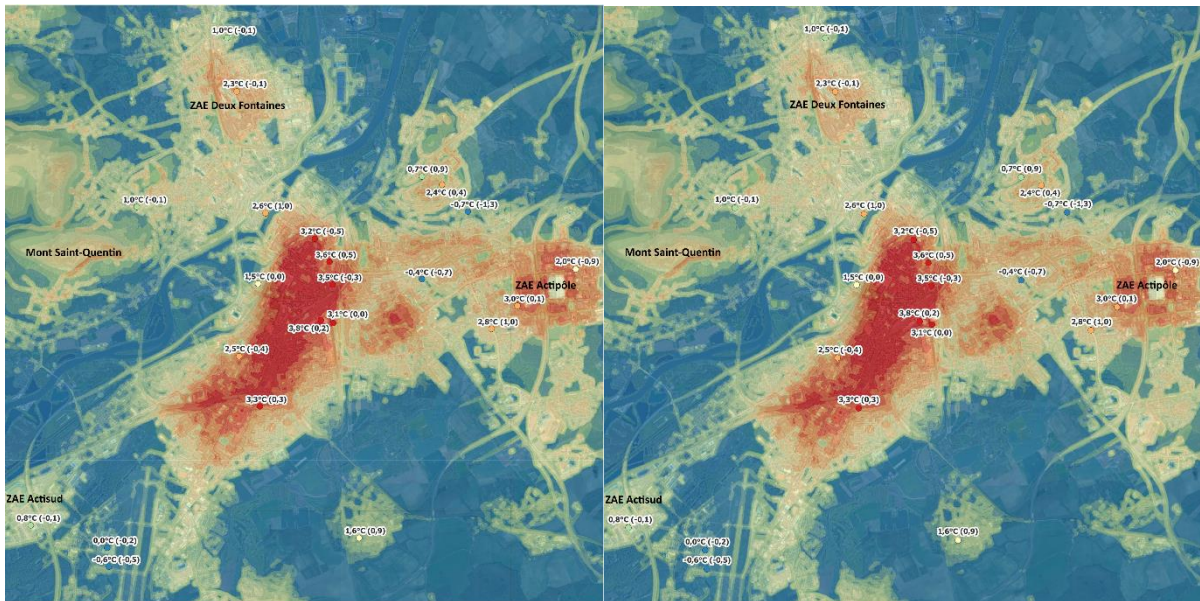 1,0°C (-0,1)
2,3°C (-0,1)
ZAE Deux Fontaines
0,7°C (0,9)
2,4°C (0,4)
1,0°C (-0,1)
-0,7°C (-1,3)
2,6°C (1,0)
3,2°C (-0,5)
Mont Saint-Quentin
3,6°C (0,5)
2,0°C (-0,9)
1,5°C (0,0)
3,5°C (-0,3)
-0,4°C (-0,7)
ZAE Actipôle
3,0°C (0,1)
3,1°C (0,0)
2,8°C (1,0)
3,8°C (0,2)
2,5°C (-0,4)
3,3°C (0,3)
ZAE Actisud
0,8°C (-0,1)
1,6°C (0,9)
0,0°C (-0,2)
-0,6°C (-0,5)
1,0°C (-0,1)
2,3°C (-0,1)
ZAE Deux Fontaines
0,7°C (0,9)
2,4°C (0,4)
1,0°C (-0,1)
-0,7°C (-1,3)
2,6°C (1,0)
3,2°C (-0,5)
Mont Saint-Quentin
3,6°C (0,5)
2,0°C (-0,9)
1,5°C (0,0)
3,5°C (-0,3)
-0,4°C (-0,7)
ZAE Actipôle
3,0°C (0,1)
3,8°C (0,2)
2,8°C (1,0)
3,1°C (0,0)
2,5°C (-0,4)
3,3°C (0,3)
ZAE Actisud
0,8°C (-0,1)
1,6°C (0,9)
0,0°C (-0,2)
-0,6°C (-0,5)